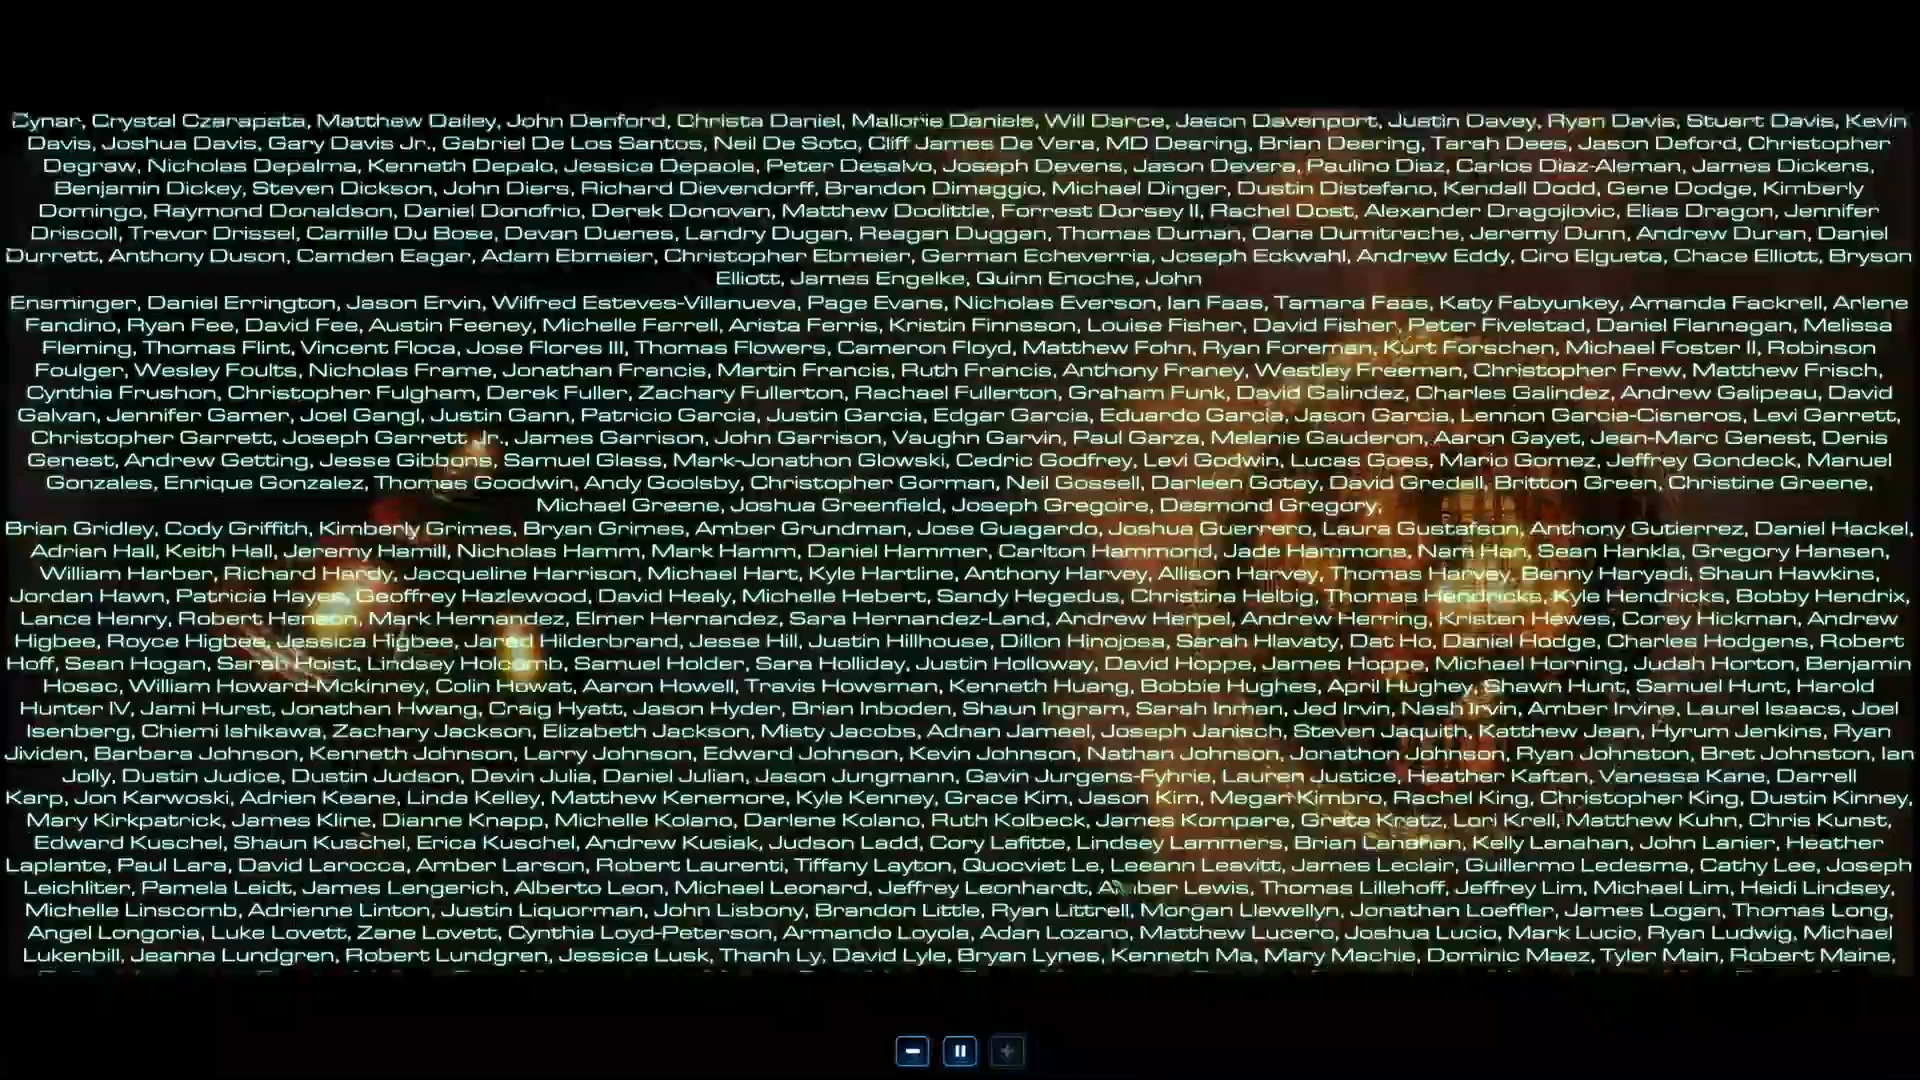 Cynar, Crystal Czarapata, Matthew Dailey, John Danford, Christa Daniel, Mallorie Daniels, Will Darce, Jason Davenport, Justin Davey, Ryan Davis, Stuart Davis, Kevin
Davis, Joshua Davis, Gary Davis Jr., Gabriel De Los Santos, Neil De Soto, Cliff James De Vera, MD Dearing, Brian Deering, Tarah Dees, Jason Deford, Christopher
Degraw, Nicholas Depalma, Kenneth Depalo, Jessica Depaola, Peter Desalvo, Joseph Devens, Jason Devera, Paulino Diaz, Carlos Diaz-Aleman, James Dickens,
Benjamin Dickey, Steven Dickson, John Diers, Richard Dievendorff, Brandon Dimaggio, Michael Dinger, Dustin Distefano, Kendall Dodd, Gene Dodge, Kimberly
Domingo, Raymond Donaldson, Daniel Donofrio, Derek Donovan, Matthew Doolittle, Forrest Dorsey II, Rachel Dost, Alexander Dragojlovic, Elias Dragon, Jennifer
Driscoll, Trevor Drissel, Camille Du Bose, Devan Duenes, Landry Dugan, Reagan Duggan, Thomas Duman, Oana Dumitrache, Jeremy Dunn, Andrew Duran, Daniel
Durrett, Anthony Duson, Camden Eagar, Adam Ebmeier, Christopher Ebmeier, German Echeverria, Joseph Eckwahl, Andrew Eddy, Ciro Elgueta, Chace Elliott, Bryson
Elliott, James Engelke, Quinn Enochs, John
Ensminger, Daniel Errington, Jason Ervin, Wilfred Esteves-Villanueva, Page Evans, Nicholas Everson, Ian Faas, Tamara Faas, Katy Fabyunkey, Amanda Fackrell, Arlene
Fandino, Ryan Fee, David Fee, Austin Feeney, Michelle Ferrell, Arista Ferris, Kristin Finnsson, Louise Fisher, David Fisher, Peter Fivelstad, Daniel Flannagan, Melissa
Fleming, Thomas Flint, Vincent Floca, Jose Flores III, Thomas Flowers, Cameron Floyd, Matthew Fohn, Ryan Foreman, Kurt Forschen, Michael Foster II, Robinson
Foulger, Wesley Foults, Nicholas Frame, Jonathan Francis, Martin Francis, Ruth Francis, Anthony Franey, Westley Freeman, Christopher Frew, Matthew Frisch,
Cynthia Frushon, Christopher Fulgham, Derek Fuller, Zachary Fullerton, Rachael Fullerton, Graham Funk, David Galindez, Charles Galindez, Andrew Galipeau, David
Galvan, Jennifer Gamer, Joel Gangl, Justin Gann, Patricio Garcia, Justin Garcia, Edgar Garcia, Eduardo Garcia, Jason Garcia, Lennon Garcia-Cisneros, Levi Garrett,
Christopher Garrett, Joseph Garrett Jr., James Garrison, John Garrison, Vaughn Garvin, Paul Garza, Melanie Gauderoh, Aaron Gayet, Jean-Marc Genest, Denis
Genest, Andrew Getting, Jesse Gibbons, Samuel Glass, Mark-Jonathon Glowski, Cedric Godfrey, Levi Godwin, Lucas Goes, Mario Gomez, Jeffrey Gondeck, Manuel
Gonzales, Enrique Gonzalez, Thomas Goodwin, Andy Goolsby, Christopher Gorman, Neil Gossell, Darleen Gotay, David Gredell, Britton Green, Christine Greene,
Michael Greene, Joshua Greenfield, Joseph Gregoire, Desmond Gregory,
Brian Gridley, Cody Griffith, Kimberly Grimes, Bryan Grimes, Amber Grundman, Jose Guagardo, Joshua Guerrero, Laura Gustafson, Anthony Gutierrez, Daniel Hackel,
Adrian Hall, Keith Hall, Jeremy Hamill, Nicholas Hamm, Mark Hamm, Daniel Hammer, Carlton Hammond, Jade Hammons, Nam Han, Sean Hankla, Gregory Hansen,
William Harber, Richard Hardy, Jacqueline Harrison, Michael Hart, Kyle Hartline, Anthony Harvey, Allison Harvey, Thomas Harvey, Benny Haryadi, Shaun Hawkins,
Jordan Hawn, Patricia Hayes, Geoffrey Hazlewood, David Healy, Michelle Hebert, Sandy Hegedus, Christina Helbig, Thomas Hendricks, Kyle Hendricks, Bobby Hendrix,
Lance Henry, Robert Henson, Mark Hernandez, Elmer Hernandez, Sara Hernandez-Land, Andrew Herpel, Andrew Herring, Kristen Hewes, Corey Hickman, Andrew
Higbee, Royce Higbee, Jessica Higbee, Jared Hilderbrand, Jesse Hill, Justin Hillhouse, Dillon Hinojosa, Sarah Hlavaty, Dat Ho, Daniel Hodge, Charles Hodgens, Robert
Hoff, Sean Hogan, Sarah Hoist, Lindsey Holcomb, Samuel Holder, Sara Holliday, Justin Holloway, David Hoppe, James Hoppe, Michael Horning, Judah Horton, Benjamin
Hosac, William Howard-Mckinney, Colin Howat, Aaron Howell, Travis Howsman, Kenneth Huang, Bobbie Hughes, April Hughey, Shawn Hunt, Samuel Hunt, Harold
Hunter IV, Jami Hurst, Jonathan Hwang, Craig Hyatt, Jason Hyder, Brian Inboden, Shaun Ingram, Sarah Inman, Jed Irvin, Nash Irvin, Amber Irvine, Laurel Isaacs, Joel
Isenberg, Chiemi Ishikawa, Zachary Jackson, Elizabeth Jackson, Misty Jacobs, Adnan Jameel, Joseph Janisch, Steven Jaquith, Katthew Jean, Hyrum Jenkins, Ryan
Jividen, Barbara Johnson, Kenneth Johnson, Larry Johnson, Edward Johnson, Kevin Johnson, Nathan Johnson, Jonathon Johnson, Ryan Johnston, Bret Johnston, Ian
Jolly, Dustin Judice, Dustin Judson, Devin Julia, Daniel Julian, Jason Jungmann, Gavin Jurgens-Fyhrie, Lauren Justice, Heather Kaftan, Vanessa Kane, Darrell
Karp, Jon Karwoski, Adrien Keane, Linda Kelley, Matthew Kenemore, Kyle Kenney, Grace Kim, Jason Kim, Megan Kimbro, Rachel King, Christopher King, Dustin Kinney,
Mary Kirkpatrick, James Kline, Dianne Knapp, Michelle Kolano, Darlene Kolano, Ruth Kolbeck, James Kompare, Greta Kratz, Lori Krell, Matthew Kuhn, Chris Kunst,
Edward Kuschel, Shaun Kuschel, Erica Kuschel, Andrew Kusiak, Judson Ladd, Cory Lafitte, Lindsey Lammers, Brian Lanahan, Kelly Lanahan, John Lanier, Heather
Laplante, Paul Lara, David Larocca, Amber Larson, Robert Laurenti, Tiffany Layton, Quocviet Le, Leeann Leavitt, James Leclair, Guillermo Ledesma, Cathy Lee, Joseph
Leichliter, Pamela Leidt, James Lengerich, Alberto Leon, Michael Leonard, Jeffrey Leonhardt, Amber Lewis, Thomas Lillehoff, Jeffrey Lim, Michael Lim, Heidi Lindsey,
Michelle Linscomb, Adrienne Linton, Justin Liquorman, John Lisbony, Brandon Little, Ryan Littrell, Morgan Llewellyn, Jonathan Loeffler, James Logan, Thomas Long,
Angel Longoria, Luke Lovett, Zane Lovett, Cynthia Loyd-Peterson, Armando Loyola, Adan Lozano, Matthew Lucero, Joshua Lucio, Mark Lucio, Ryan Ludwig, Michael
Lukenbill, Jeanna Lundgren, Robert Lundgren, Jessica Lusk, Thanh Ly, David Lyle, Bryan Lynes, Kenneth Ma, Mary Machie, Dominic Maez, Tyler Main, Robert Maine,